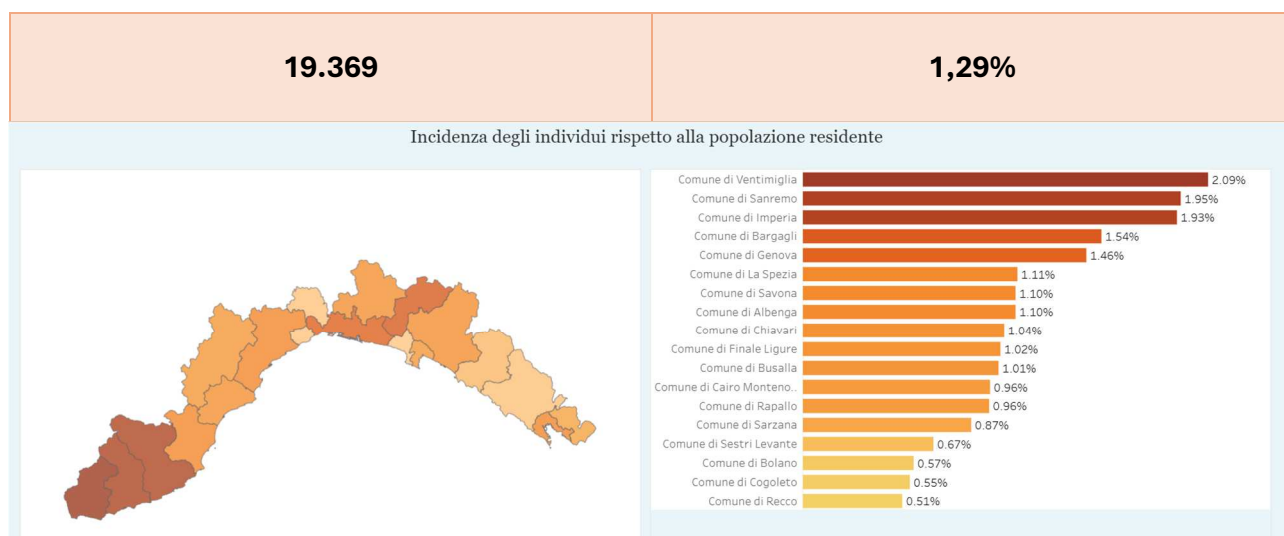 19.369
1,29%
Incidenza degli individui rispetto alla popolazione residente
Comune di Ventimiglia 2.09%
Comune di Sanremo 1.95%
Comune di Imperia 1.93%
Comune di Bargagli 1.54%
Comune di Genova 1.46%
Comune di La Spezia 1.11%
Comune di Savona 1.10%
Comune di Albenga 1.10%
Comune di Chiavari 1.04%
Comune di Finale Ligure 1.02%
Comune di Busalla 1.01%
Comune di Cairo Monteno.. 0.96%
Comune di Rapallo 0.96%
Comune di Sarzana 0.87%
Comune di Sestri Levante 0.67%
Comune di Bolano 0.57%
Comune di Cogoleto 0.55%
Comune di Recco 0.51%